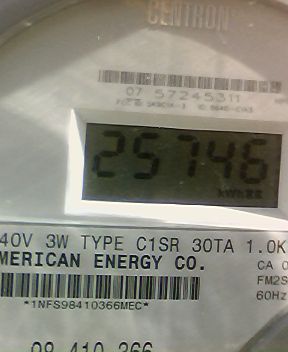 CENTRON
07 57245311
25746
kWh
40V 3W TYPE C1SR 30TA 1.0K
MERICAN ENERGY CO.
CA 0
FM2S
60Hz
*1NFS98410366MEC*
98 410 366